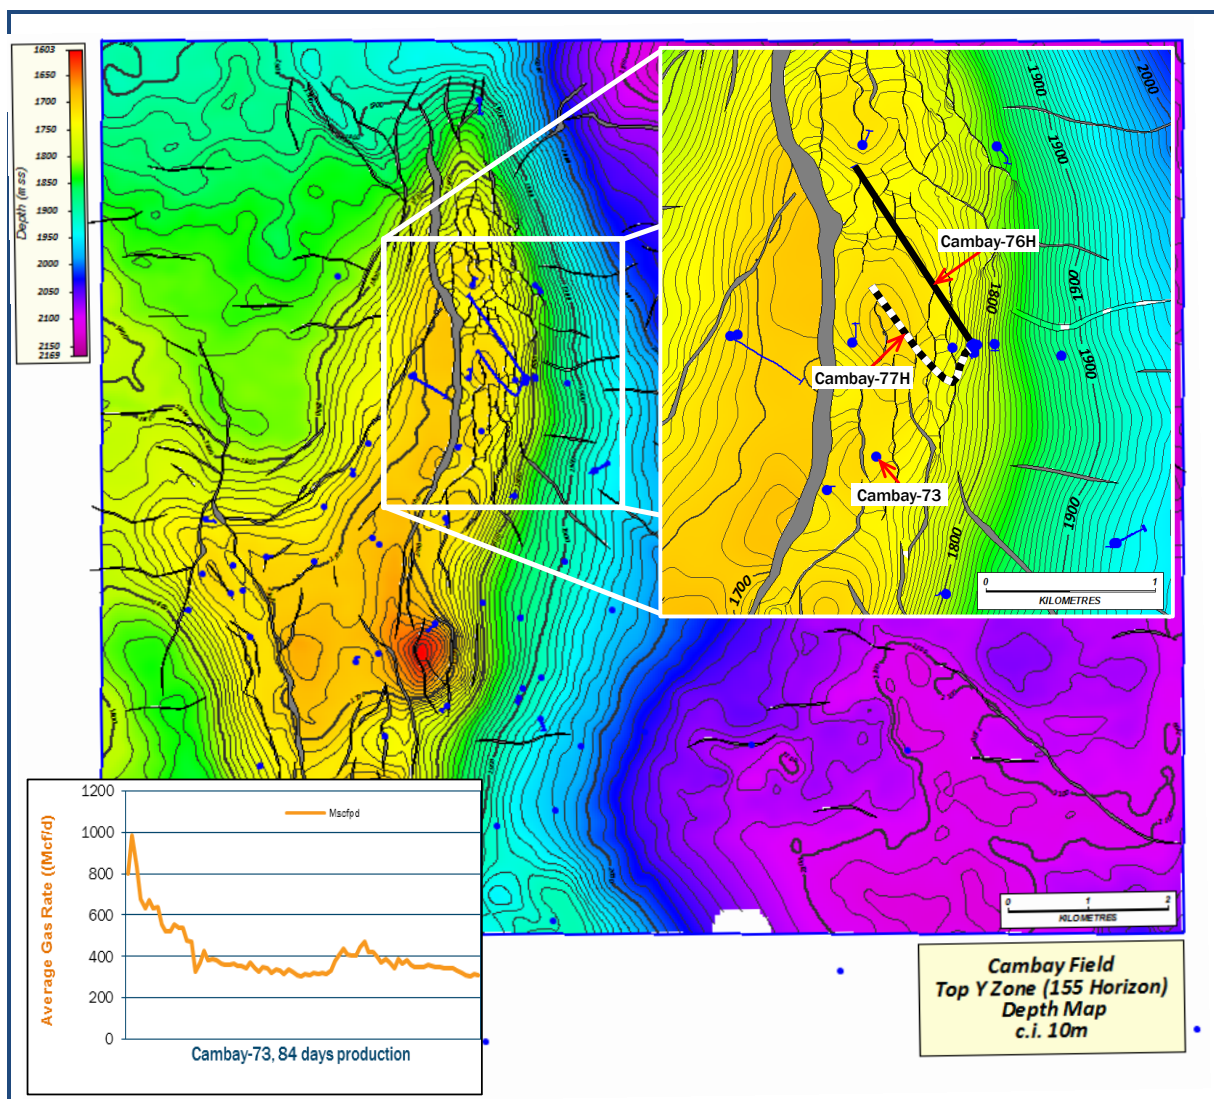 1603
1650
1700
1750
1800
1850
1900
1950
2000
2050
2100
2150
2169
Depth (m ss)
1900
2000
1900
Cambay-76H
1800
1900
1900
Cambay-77H
Cambay-73
1900
1800
1700
0 1
KILOMETRES
1200
1000
800
600
400
200
0
Mscfpd
Average Gas Rate ((Mcf/d)
Cambay-73, 84 days production
0 1 2
KILOMETRES
Cambay Field
Top Y Zone (155 Horizon)
Depth Map
c.i. 10m